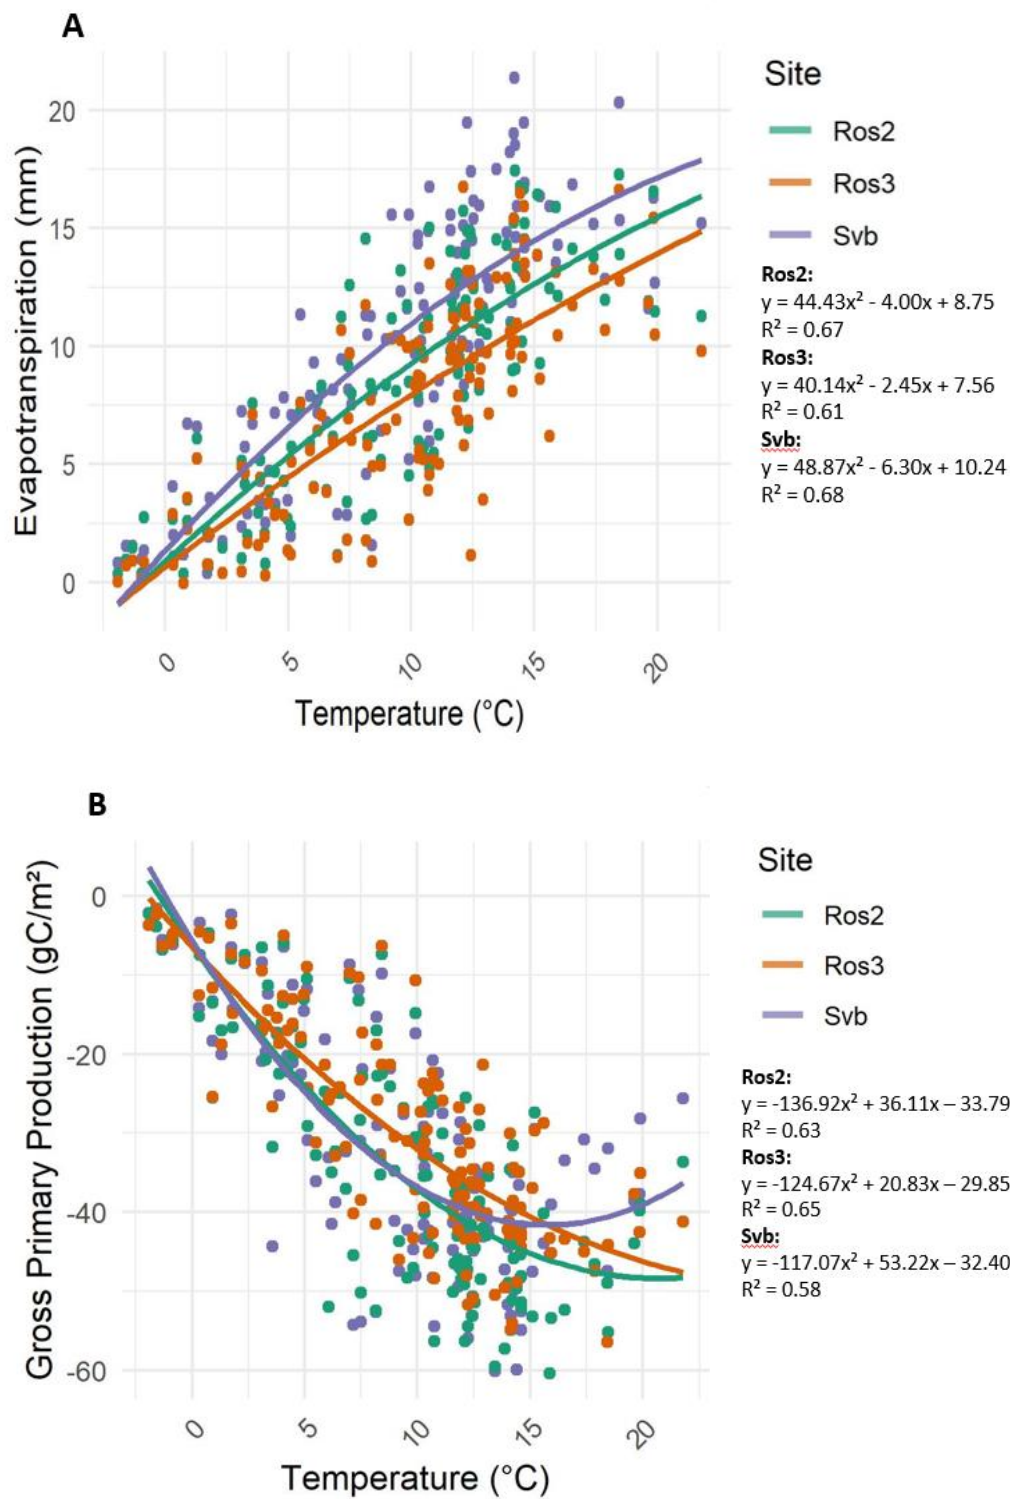 A
Evapotranspiration (mm)
20
15
10
5
0
0
5
10
15
20
Temperature (°C)
Site
Ros2
Ros3
Svb
Ros2:
y = 44.43x² - 4.00x + 8.75
R² = 0.67
Ros3:
y = 40.14x² - 2.45x + 7.56
R² = 0.61
Svb:
y = 48.87x² - 6.30x + 10.24
R² = 0.68
B
Gross Primary Production (gC/m²)
0
-20
-40
-60
0
5
10
15
20
Temperature (°C)
Site
Ros2
Ros3
Svb
Ros2:
y = -136.92x² + 36.11x – 33.79
R² = 0.63
Ros3:
y = -124.67x² + 20.83x – 29.85
R² = 0.65
Svb:
y = -117.07x² + 53.22x – 32.40
R² = 0.58